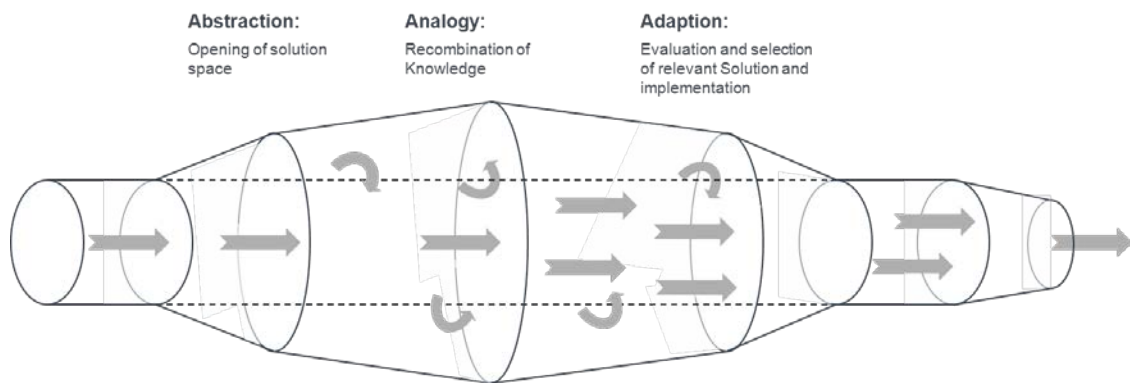 Abstraction:
Opening of solution
space
Analogy:
Recombination of
Knowledge
Adaption:
Evaluation and selection
of relevant Solution and
implementation